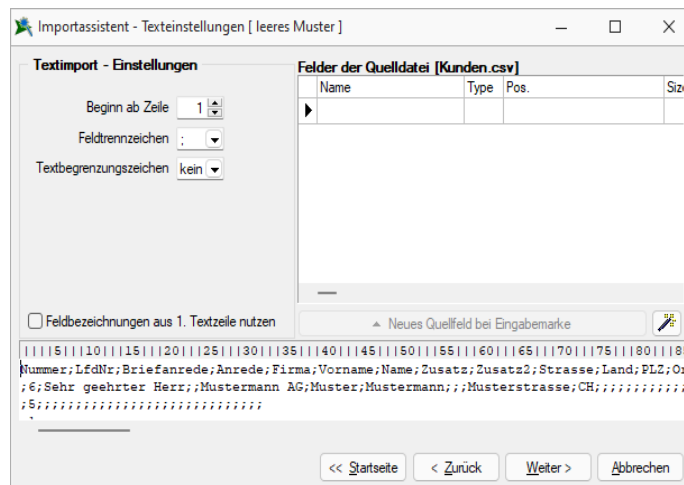 Importassistent - Texteinstellungen [ leeres Muster ]
Textimport - Einstellungen
Beginn ab Zeile 1
Feldtrennzeichen ;
Textbegrenzungszeichen kein
Feldbezeichnungen aus 1. Textzeile nutzen
Felder der Quelldatei [Kunden.csv]
Name Type Pos. Size
Neues Quellfeld bei Eingabemarke
||||5|||10|||15|||20|||25|||30|||35|||40|||45|||50|||55|||60|||65|||70|||75|||80|||8
Nummer;LfdNr;Briefanrede;Anrede;Firma;Vorname;Name;Zusatz;Zusatz2;Strasse;Land;PLZ;Or
;6;Sehr geehrter Herr;;Mustermann AG;Muster;Mustermann;;;Musterstrasse;CH;;;;;;;;;;;;
;5;;;;;;;;;;;;;;;;;;;;;;;;;;;;;
<< Startseite < Zurück Weiter > Abbrechen